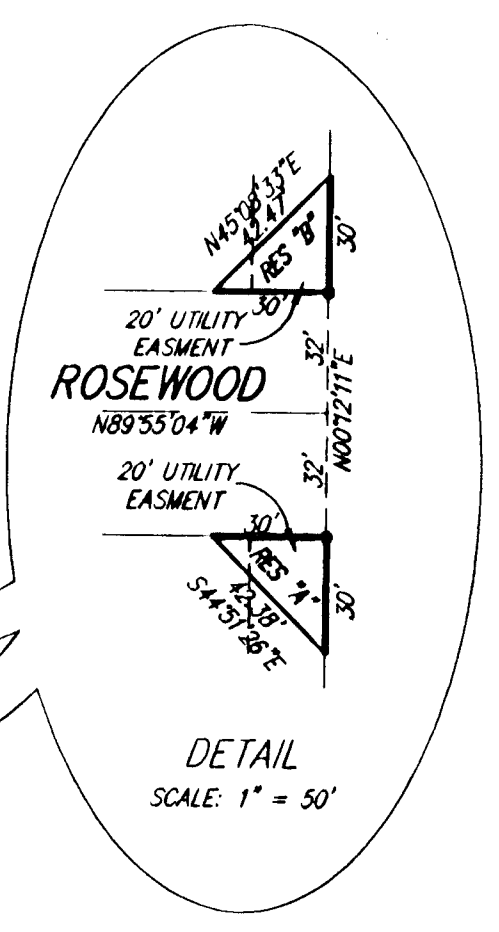 N45°08'33"E
42.47'
RES "B"
30'
30'
20' UTILITY
EASMENT
32'
ROSEWOOD
N89°55'04"W
N00°12'11"E
32'
20' UTILITY
EASMENT
30'
RES "A"
30'
42.38'
S44°51'26"E
DETAIL
SCALE: 1" = 50'